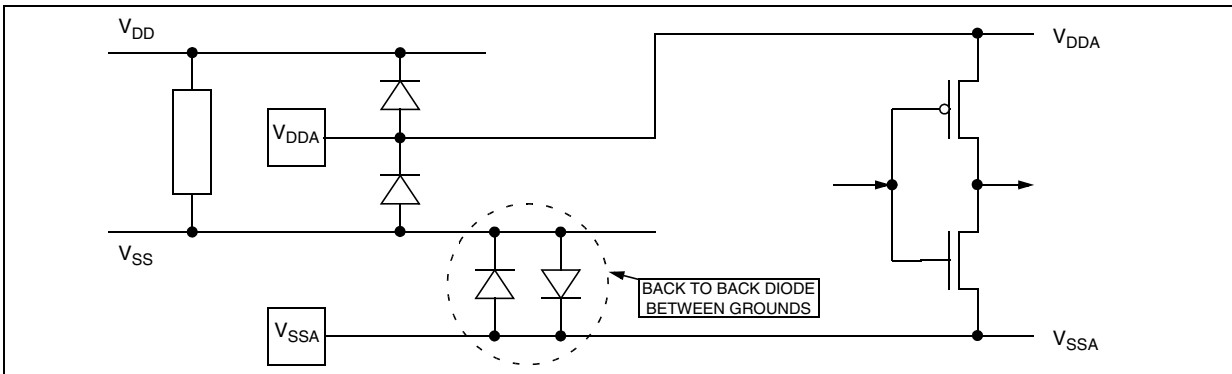 VDD
VDDA
VDDA
VSS
BACK TO BACK DIODE
BETWEEN GROUNDS
VSSA
VSSA